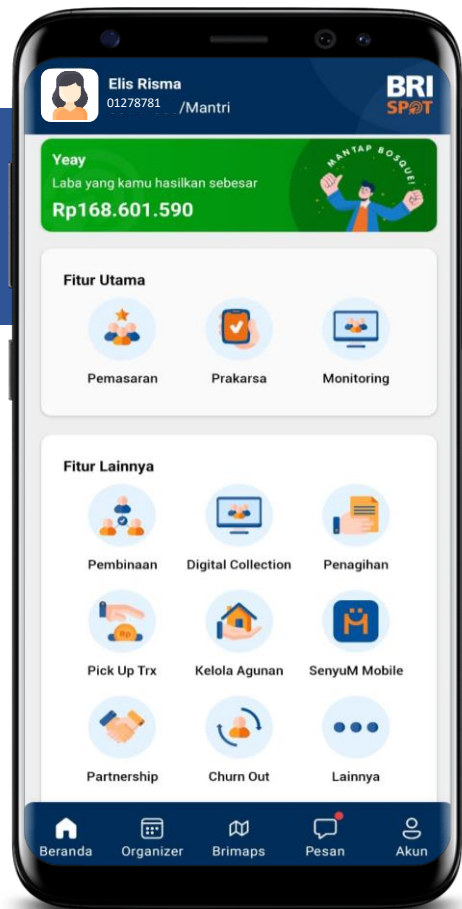 Elis Risma
BRI
01278781 /Mantri
SPOT
Yeay
MANTAP BOSQUE!
Laba yang kamu hasilkan sebesar
Rp168.601.590
Fitur Utama
Pemasaran Prakarsa Monitoring
Fitur Lainnya
Pembinaan Digital Collection Penagihan
Rp
Pick Up Trx Kelola Agunan SenyuM Mobile
Partnership Churn Out Lainnya
Beranda Organizer Brimaps Pesan Akun